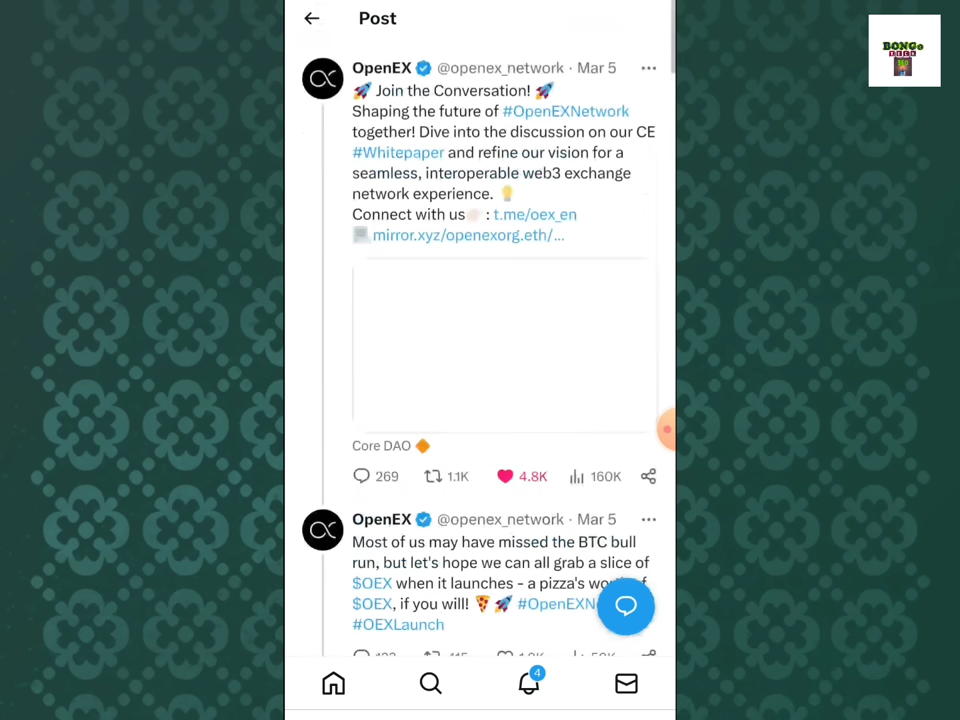 Post
BONGo
TECH
360
OpenEX @openex_network · Mar 5
🚀 Join the Conversation! 🚀
Shaping the future of #OpenEXNetwork
together! Dive into the discussion on our CE
#Whitepaper and refine our vision for a
seamless, interoperable web3 exchange
network experience. 💡
Connect with us👉🏻 : t.me/oex_en
💻 mirror.xyz/openexorg.eth/...
Core DAO 🔶
269 1.1K 4.8K 160K
OpenEX @openex_network · Mar 5
Most of us may have missed the BTC bull
run, but let's hope we can all grab a slice of
$OEX when it launches - a pizza's
$OEX, if you will! 🍕 🚀
#OEXLaunch
4